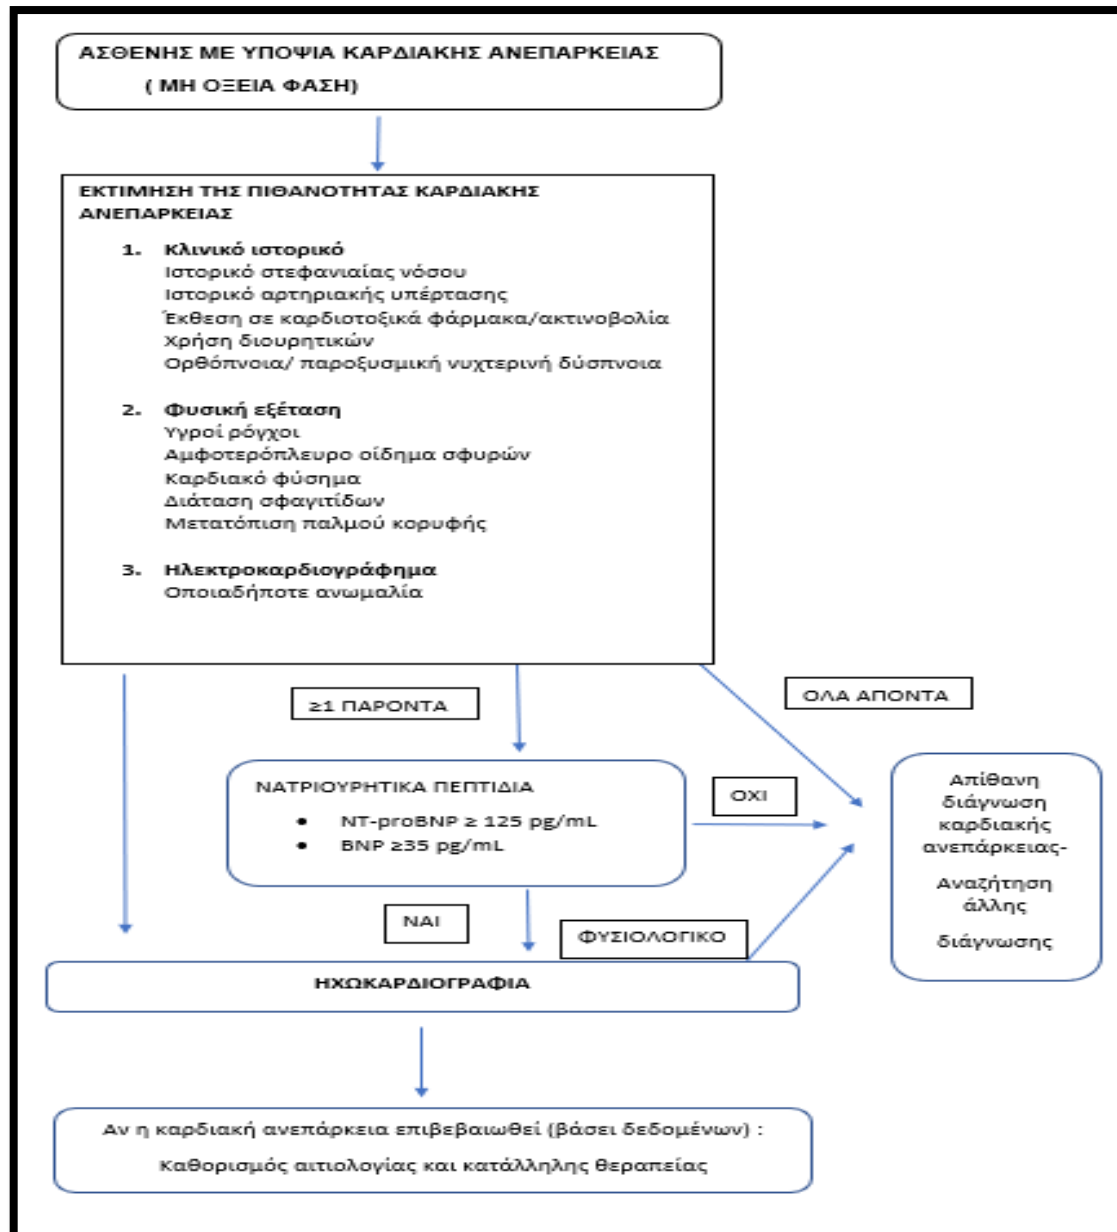 ΑΣΘΕΝΗΣ ΜΕ ΥΠΟΨΙΑ ΚΑΡΔΙΑΚΗΣ ΑΝΕΠΑΡΚΕΙΑΣ
( ΜΗ ΟΞΕΙΑ ΦΑΣΗ)
ΕΚΤΙΜΗΣΗ ΤΗΣ ΠΙΘΑΝΟΤΗΤΑΣ ΚΑΡΔΙΑΚΗΣ
ΑΝΕΠΑΡΚΕΙΑΣ
1. Κλινικό ιστορικό
Ιστορικό στεφανιαίας νόσου
Ιστορικό αρτηριακής υπέρτασης
Έκθεση σε καρδιοτοξικά φάρμακα/ακτινοβολία
Χρήση διουρητικών
Ορθόπνοια/ παροξυσμική νυχτερινή δύσπνοια
2. Φυσική εξέταση
Υγροί ρόγχοι
Αμφοτερόπλευρο οίδημα σφυρών
Καρδιακό φύσημα
Διάταση σφαγιτίδων
Μετατόπιση παλμού κορυφής
3. Ηλεκτροκαρδιογράφημα
Οποιαδήποτε ανωμαλία
≥1 ΠΑΡΟΝΤΑ
ΟΛΑ ΑΠΟΝΤΑ
ΝΑΤΡΙΟΥΡΗΤΙΚΑ ΠΕΠΤΙΔΙΑ
• NT-proBNP ≥ 125 pg/mL
• BNP ≥35 pg/mL
ΟΧΙ
Απίθανη
διάγνωση
καρδιακής
ανεπάρκειας-
Αναζήτηση
άλλης
διάγνωσης
ΝΑΙ
ΦΥΣΙΟΛΟΓΙΚΟ
ΗΧΩΚΑΡΔΙΟΓΡΑΦΙΑ
Αν η καρδιακή ανεπάρκεια επιβεβαιωθεί (βάσει δεδομένων) :
Καθορισμός αιτιολογίας και κατάλληλης θεραπείας